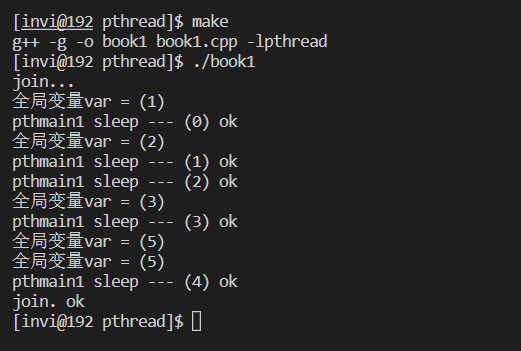 [invi@192 pthread]$ make
g++ -g -o book1 book1.cpp -lpthread
[invi@192 pthread]$ ./book1
join...
全局变量var = (1)
pthmain1 sleep --- (0) ok
全局变量var = (2)
pthmain1 sleep --- (1) ok
pthmain1 sleep --- (2) ok
全局变量var = (3)
pthmain1 sleep --- (3) ok
全局变量var = (5)
全局变量var = (5)
pthmain1 sleep --- (4) ok
join. ok
[invi@192 pthread]$